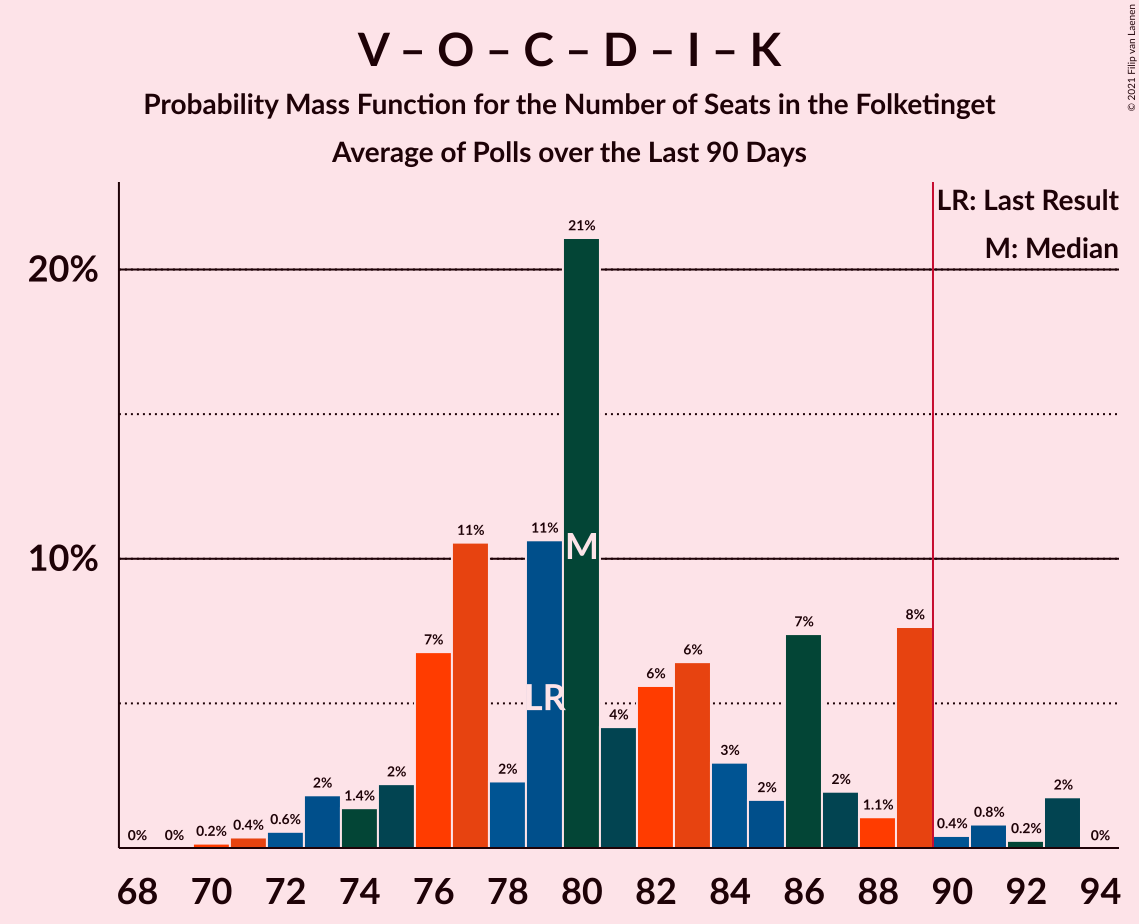 V – O – C – D – I – K
Probability Mass Function for the Number of Seats in the Folketinget
Average of Polls over the Last 90 Days
© 2021 Filip van Laenen
LR: Last Result
M: Median
20%
10%
0% 0% 0.2% 0.4% 0.6% 2% 1.4% 2% 7% 11% 2% 11% 21% 4% 6% 6% 3% 2% 7% 2% 1.1% 8% 0.4% 0.8% 0.2% 2% 0%
M
LR
68 70 72 74 76 78 80 82 84 86 88 90 92 94